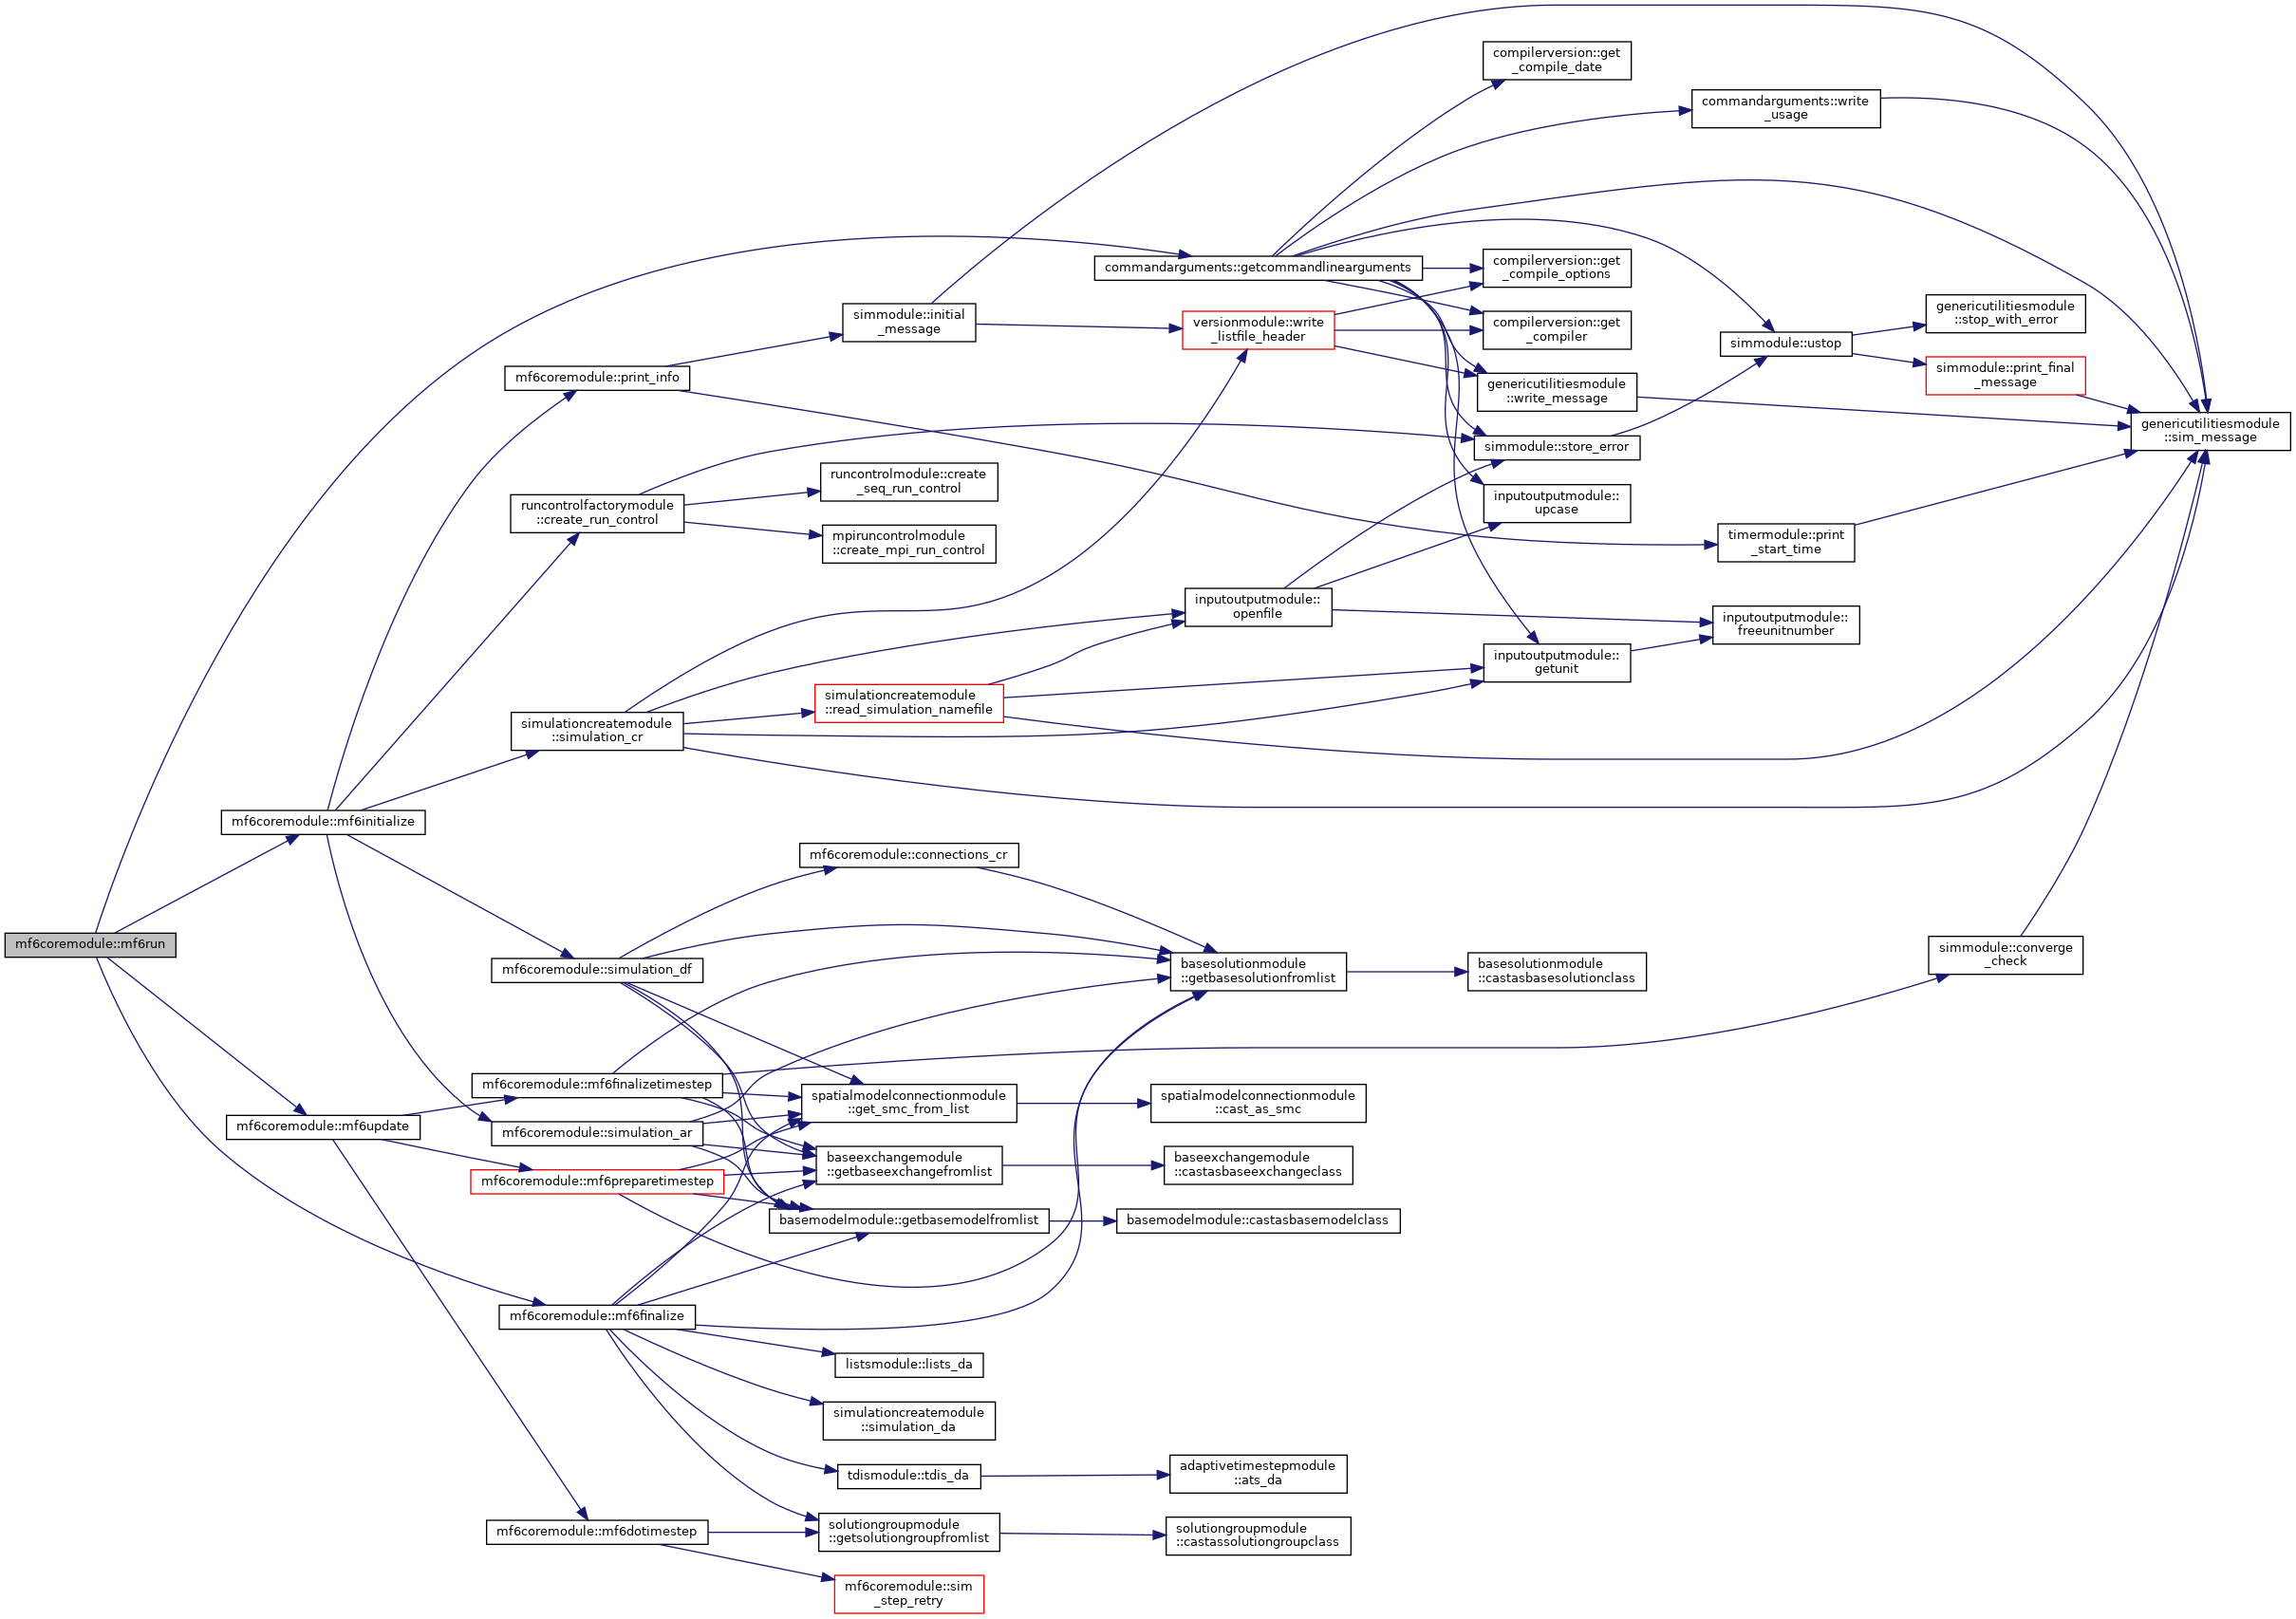 compilerversion::get
_compile_date
commandarguments::write
_usage
commandarguments::getcommandlinearguments
compilerversion::get
_compile_options
simmodule::initial
_message
versionmodule::write
_listfile_header
compilerversion::get
_compiler
genericutilitiesmodule
::stop_with_error
simmodule::ustop
mf6coremodule::print_info
genericutilitiesmodule
::write_message
simmodule::print_final
_message
genericutilitiesmodule
::sim_message
simmodule::store_error
runcontrolmodule::create
_seq_run_control
runcontrolfactorymodule
::create_run_control
inputoutputmodule::
upcase
mpiruncontrolmodule
::create_mpi_run_control
timermodule::print
_start_time
inputoutputmodule::
openfile
inputoutputmodule::
freeunitnumber
inputoutputmodule::
getunit
simulationcreatemodule
::read_simulation_namefile
simulationcreatemodule
::simulation_cr
mf6coremodule::mf6initialize
mf6coremodule::connections_cr
mf6coremodule::mf6run
mf6coremodule::simulation_df
basesolutionmodule
::getbasesolutionfromlist
basesolutionmodule
::castasbasesolutionclass
simmodule::converge
_check
mf6coremodule::mf6finalizetimestep
spatialmodelconnectionmodule
::get_smc_from_list
spatialmodelconnectionmodule
::cast_as_smc
mf6coremodule::mf6update
mf6coremodule::simulation_ar
baseexchangemodule
::getbaseexchangefromlist
baseexchangemodule
::castasbaseexchangeclass
mf6coremodule::mf6preparetimestep
basemodelmodule::getbasemodelfromlist
basemodelmodule::castasbasemodelclass
mf6coremodule::mf6finalize
listsmodule::lists_da
simulationcreatemodule
::simulation_da
tdismodule::tdis_da
adaptivetimestepmodule
::ats_da
mf6coremodule::mf6dotimestep
solutiongroupmodule
::getsolutiongroupfromlist
solutiongroupmodule
::castassolutiongroupclass
mf6coremodule::sim
_step_retry